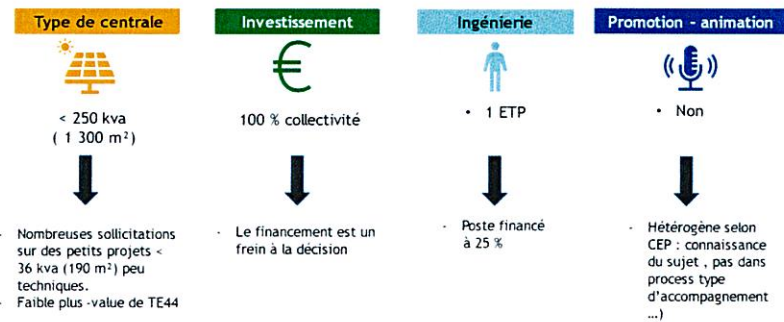 Type de centrale
< 250 kva
( 1 300 m²)
- Nombreuses sollicitations
sur des petits projets <
36 kva (190 m²) peu
techniques.
- Faible plus -value de TE44
Investissement
€
100 % collectivité
- Le financement est un
frein à la décision
Ingénierie
• 1 ETP
- Poste financé
à 25 %
Promotion - animation
• Non
- Hétérogène selon
CEP : connaissance
du sujet , pas dans
process type
d'accompagnement
...)